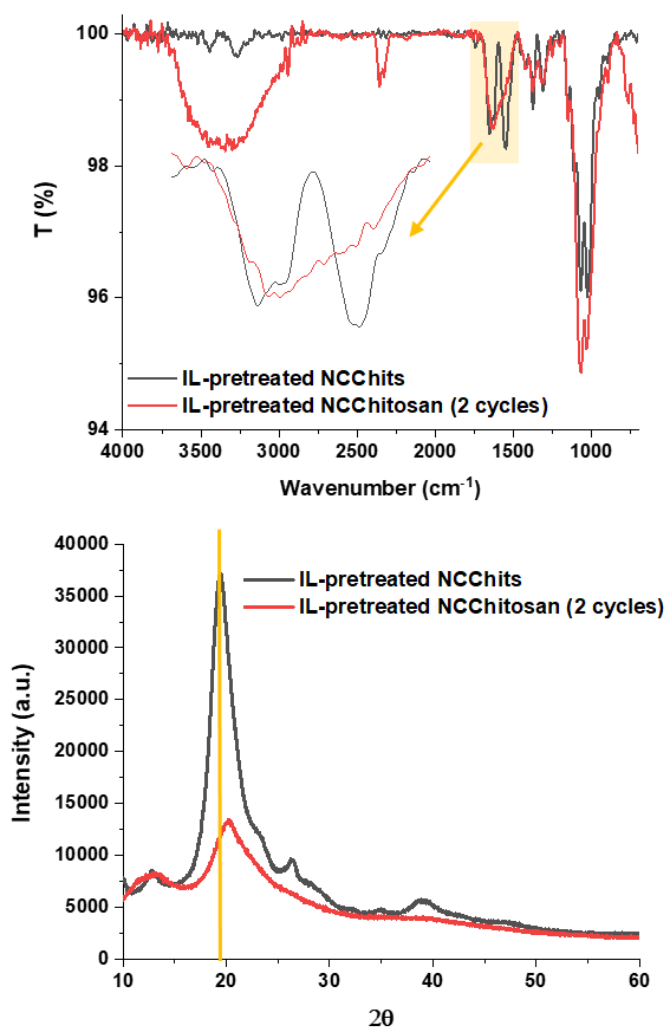 100
98
T (%)
96
IL-pretreated NCChits
IL-pretreated NCChitosan (2 cycles)
94
4000 3500 3000 2500 2000 1500 1000
Wavenumber (cm⁻¹)
40000
IL-pretreated NCChits
35000
IL-pretreated NCChitosan (2 cycles)
30000
25000
Intensity (a.u.)
20000
15000
10000
5000
0
10 20 30 40 50 60
2θ